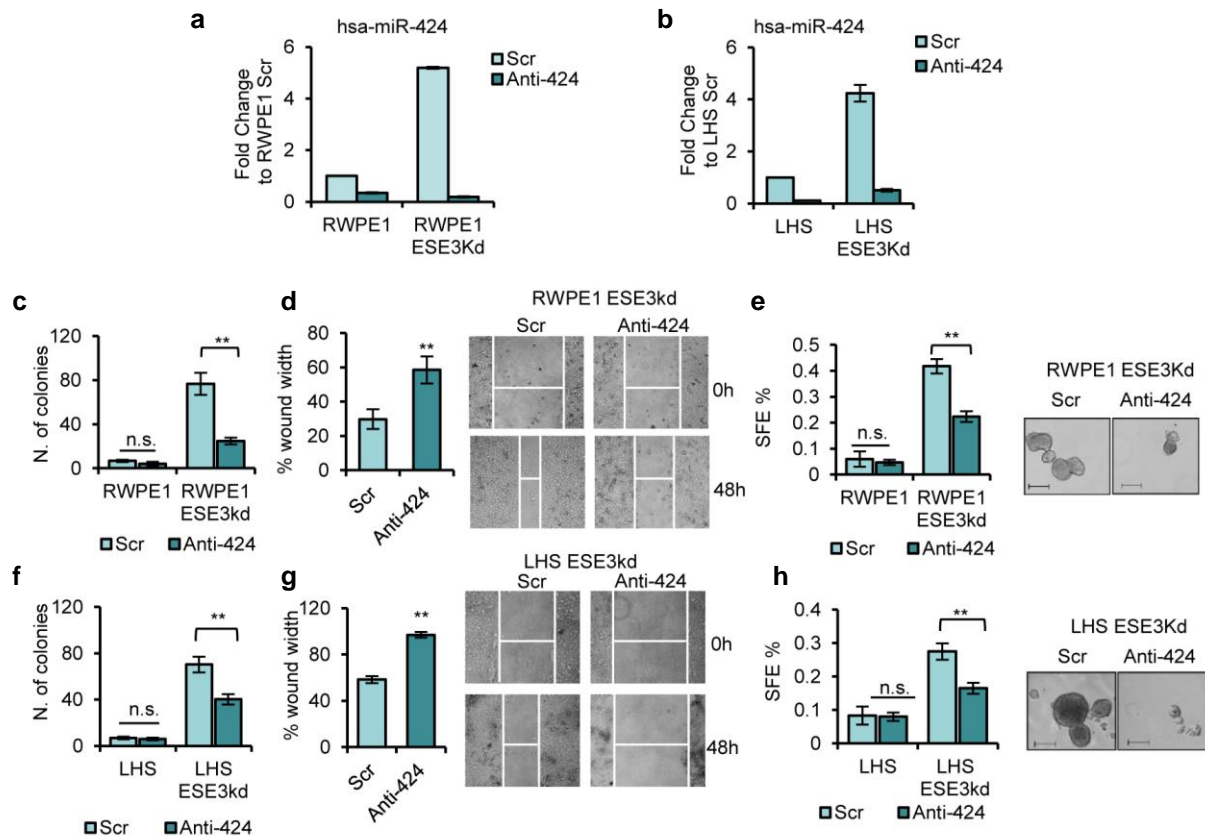 a
hsa-miR-424
Fold Change
to RWPE1 Scr
6
4
2
0
RWPE1
RWPE1
ESE3Kd
Scr
Anti-424
b
hsa-miR-424
Fold Change
to LHS Scr
6
4
2
0
LHS
LHS
ESE3Kd
Scr
Anti-424
c
N. of colonies
120
80
40
0
n.s.
**
RWPE1
RWPE1
ESE3kd
Scr
Anti-424
d
% wound width
80
60
40
20
0
**
Scr
Anti-424
RWPE1 ESE3kd
Scr
Anti-424
0h
48h
e
SFE %
0.5
0.4
0.3
0.2
0.1
0
n.s.
**
RWPE1
RWPE1
ESE3kd
Scr
Anti-424
RWPE1 ESE3Kd
Scr
Anti-424
f
N. of colonies
120
80
40
0
n.s.
**
LHS
LHS
ESE3kd
Scr
Anti-424
g
% wound width
120
80
40
0
**
Scr
Anti-424
LHS ESE3kd
Scr
Anti-424
0h
48h
h
SFE %
0.4
0.3
0.2
0.1
0
n.s.
**
LHS
LHS
ESE3kd
Scr
Anti-424
LHS ESE3Kd
Scr
Anti-424